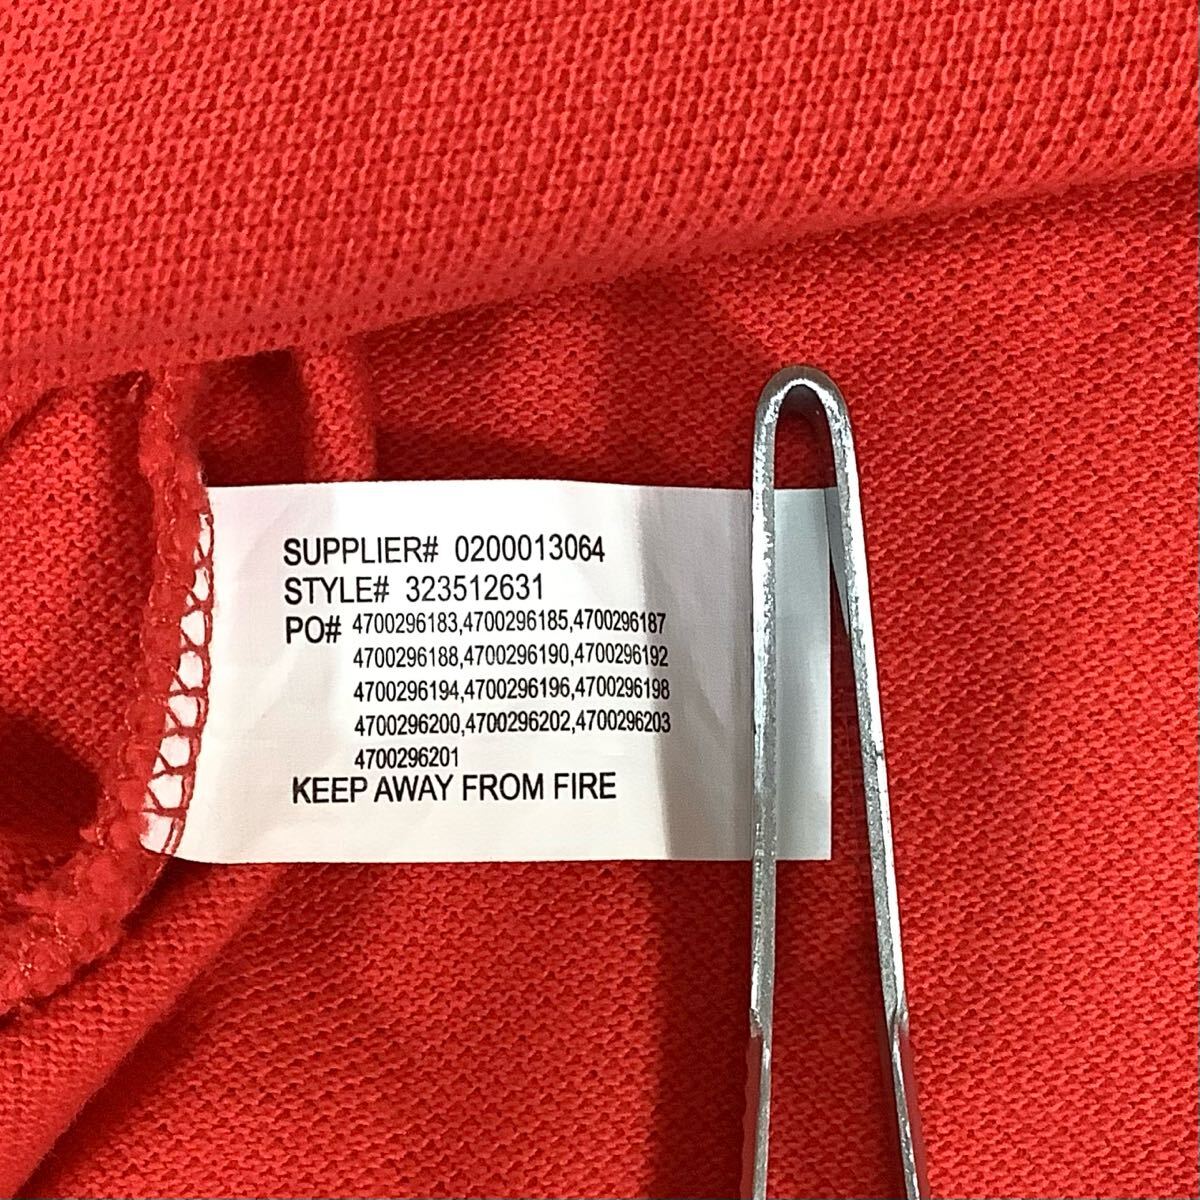 SUPPLIER# 0200013064
STYLE# 323512631
PO# 4700296183,4700296185,4700296187
4700296188,4700296190,4700296192
4700296194,4700296196,4700296198
4700296200,4700296202,4700296203
4700296201
KEEP AWAY FROM FIRE